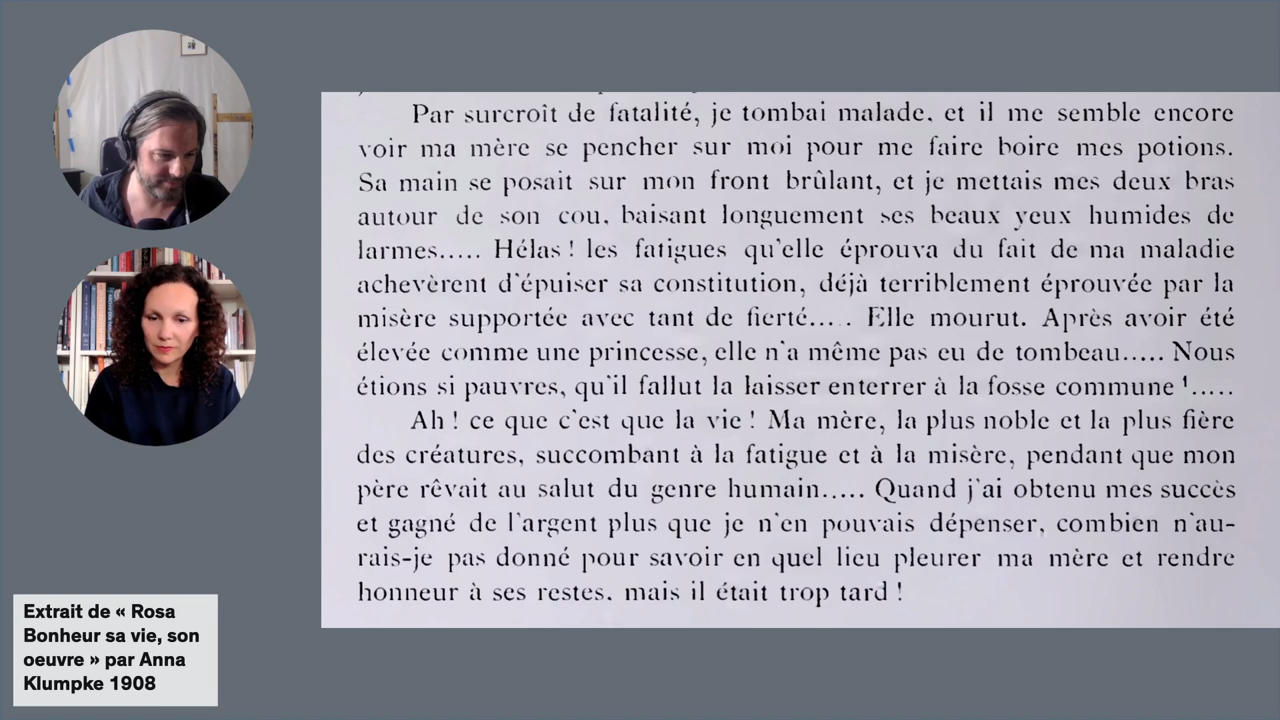 Par surcroît de fatalité, je tombai malade, et il me semble encore
voir ma mère se pencher sur moi pour me faire boire mes potions.
Sa main se posait sur mon front brûlant, et je mettais mes deux bras
autour de son cou, baisant longuement ses beaux yeux humides de
larmes..... Hélas ! les fatigues qu'elle éprouva du fait de ma maladie
achevèrent d'épuiser sa constitution, déjà terriblement éprouvée par la
misère supportée avec tant de fierté..... Elle mourut. Après avoir été
élevée comme une princesse, elle n'a même pas eu de tombeau..... Nous
étions si pauvres, qu'il fallut la laisser enterrer à la fosse commune ¹.....
Ah ! ce que c'est que la vie ! Ma mère, la plus noble et la plus fière
des créatures, succombant à la fatigue et à la misère, pendant que mon
père rêvait au salut du genre humain..... Quand j'ai obtenu mes succès
et gagné de l'argent plus que je n'en pouvais dépenser, combien n'au-
rais-je pas donné pour savoir en quel lieu pleurer ma mère et rendre
honneur à ses restes, mais il était trop tard !
Extrait de « Rosa
Bonheur sa vie, son
oeuvre » par Anna
Klumpke 1908